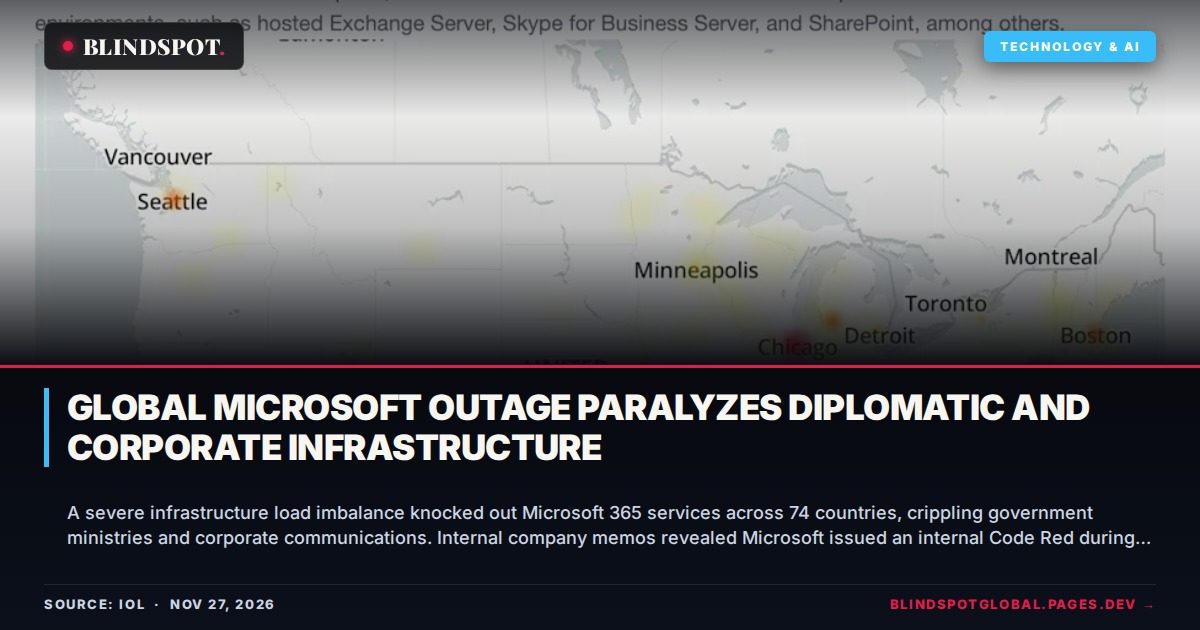 environments, such as hosted Exchange Server, Skype for Business Server, and SharePoint, among others.
BLINDSPOT.
TECHNOLOGY & AI
Edmonton
Vancouver
Seattle
Minneapolis
Montreal
Toronto
Chicago
Detroit
Boston
UNITED
GLOBAL MICROSOFT OUTAGE PARALYZES DIPLOMATIC AND
CORPORATE INFRASTRUCTURE
A severe infrastructure load imbalance knocked out Microsoft 365 services across 74 countries, crippling government
ministries and corporate communications. Internal company memos revealed Microsoft issued an internal Code Red during...
SOURCE: IOL · NOV 27, 2026
BLINDSPOTGLOBAL.PAGES.DEV →